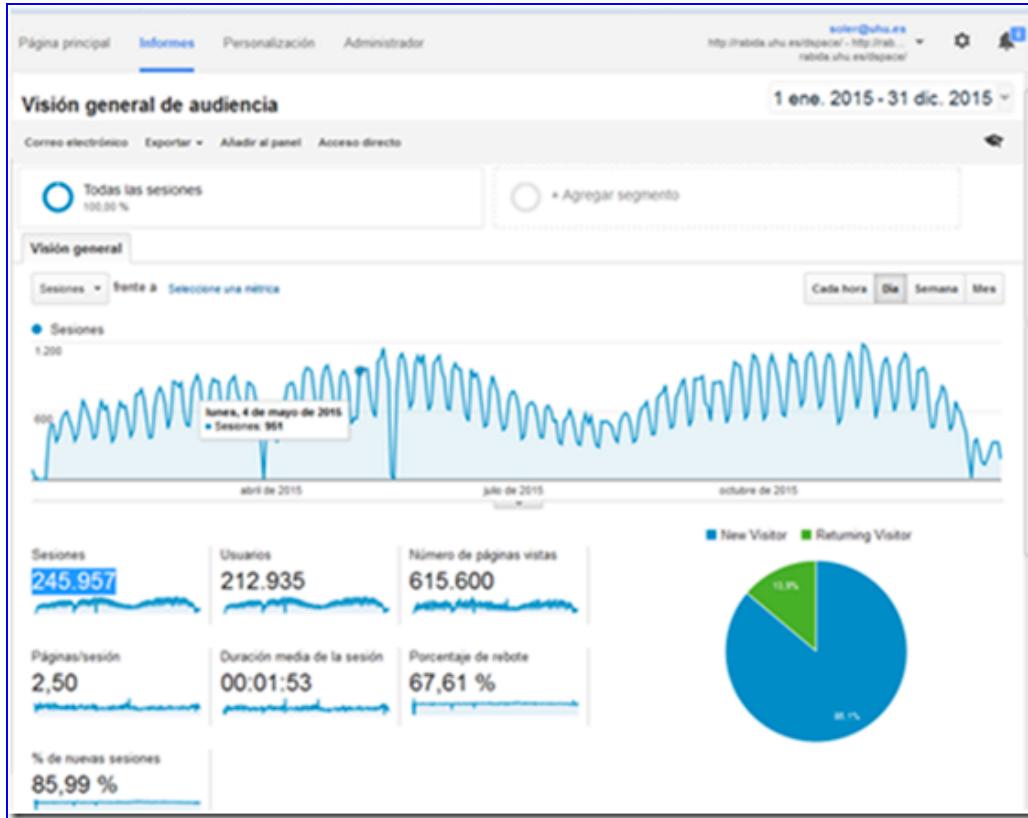 soler@uhu.es
Página principal Informes Personalización Administrador http://rabida.uhu.es/dspace/ - http://rab...
rabida.uhu.es/dspace/
Visión general de audiencia 1 ene. 2015 - 31 dic. 2015
Correo electrónico Exportar Añadir al panel Acceso directo
Todas las sesiones
100,00 %
+ Agregar segmento
Visión general
Sesiones frente a Seleccione una métrica Cada hora Día Semana Mes
Sesiones
1.200
600
lunes, 4 de mayo de 2015
Sesiones: 951
abril de 2015 julio de 2015 octubre de 2015
New Visitor Returning Visitor
Sesiones Usuarios Número de páginas vistas
245.957 212.935 615.600
13,9%
Páginas/sesión Duración media de la sesión Porcentaje de rebote
2,50 00:01:53 67,61 %
86,1%
% de nuevas sesiones
85,99 %